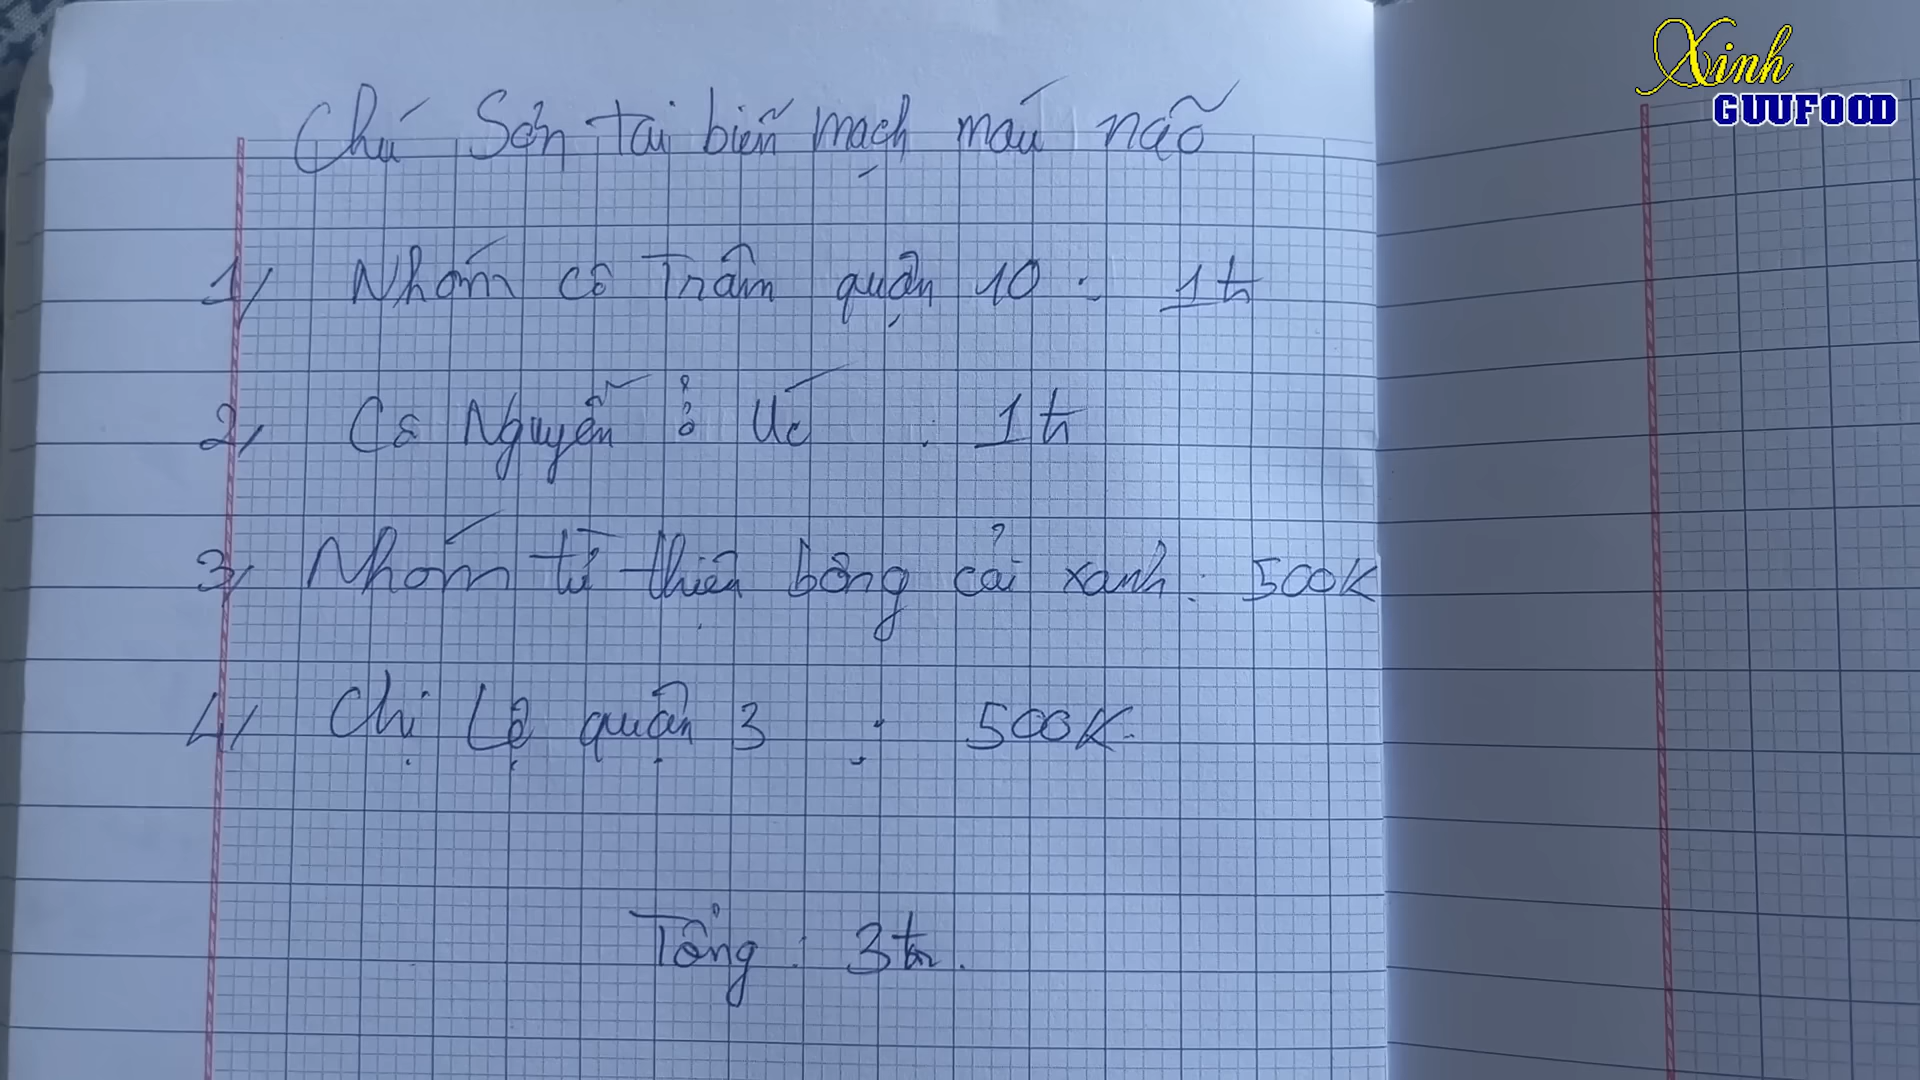 Xinh
GUUFOOD
Chú Sơn tai biến mạch máu não
1, Nhóm cô Trâm quận 10 : 1tr
2, Cô Nguyễn ở Úc : 1tr
3, Nhóm từ thiện bông cải xanh : 500K
4, Chị Lệ quận 3 : 500K.
Tổng : 3tr.